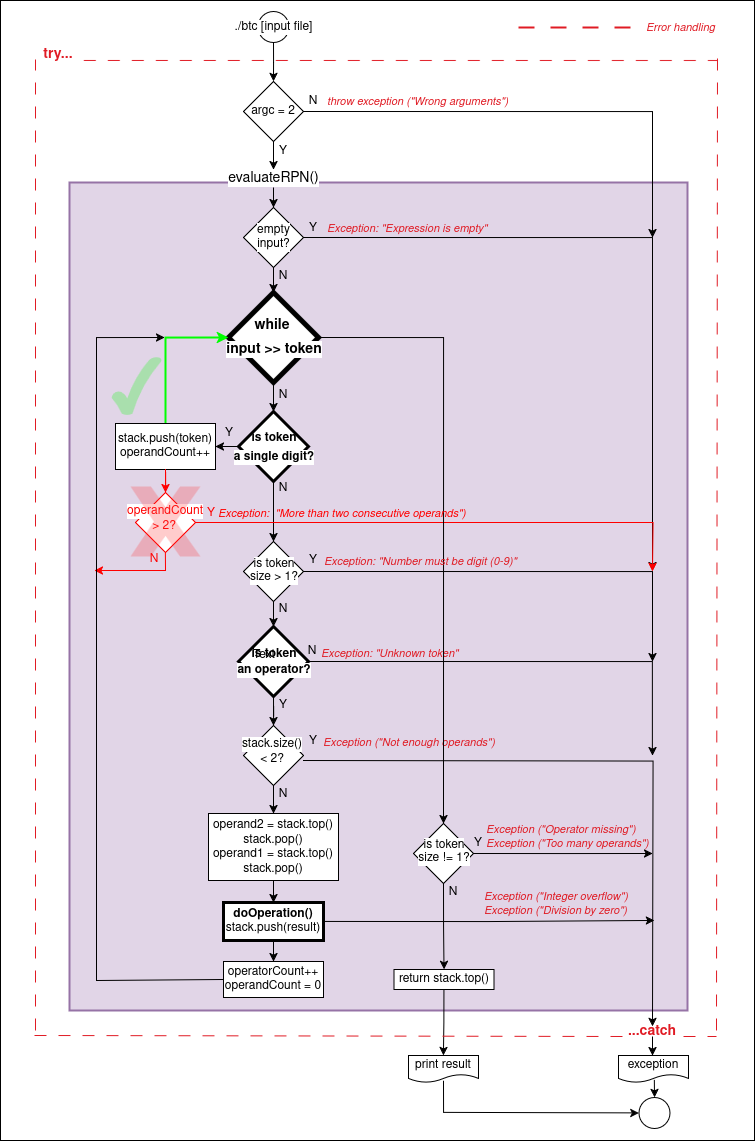 ./btc [input file]
Error handling
try...
argc = 2
N
throw exception ("Wrong arguments")
Y
evaluateRPN()
empty
input?
Y
Exception: "Expression is empty"
N
while
input >> token
N
is token
a single digit?
Y
N
stack.push(token)
operandCount++
operandCount
> 2?
Y
Exception: "More than two consecutive operands")
N
is token
size > 1?
Y
Exception: "Number must be digit (0-9)"
N
Text
is token
an operator?
N
Exception: "Unknown token"
Y
stack.size()
< 2?
Y
Exception ("Not enough operands")
N
operand2 = stack.top()
stack.pop()
operand1 = stack.top()
stack.pop()
is token
size != 1?
Y
Exception ("Operator missing")
Exception ("Too many operands")
N
doOperation()
stack.push(result)
Exception ("Integer overflow")
Exception ("Division by zero")
operatorCount++
operandCount = 0
return stack.top()
...catch
print result
exception